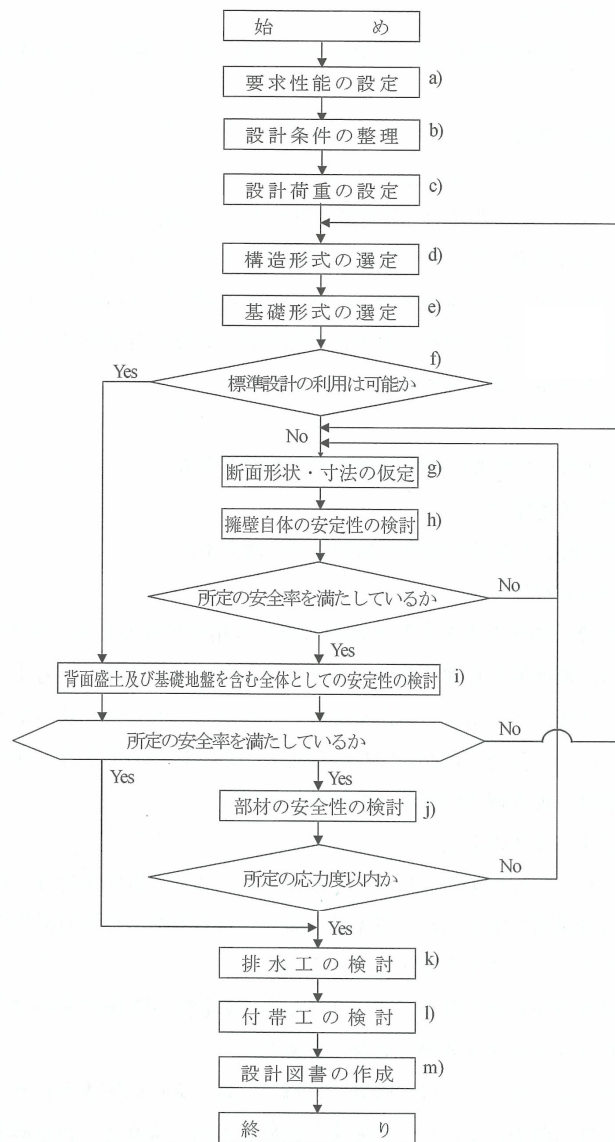 始め
要求性能の設定 a)
設計条件の整理 b)
設計荷重の設定 c)
構造形式の選定 d)
基礎形式の選定 e)
f)
Yes
標準設計の利用は可能か
No
断面形状・寸法の仮定 g)
擁壁自体の安定性の検討 h)
所定の安全率を満たしているか
No
Yes
背面盛土及び基礎地盤を含む全体としての安定性の検討 i)
所定の安全率を満たしているか
No
Yes
Yes
部材の安全性の検討 j)
所定の応力度以内か
No
Yes
排水工の検討 k)
付帯工の検討 l)
設計図書の作成 m)
終り